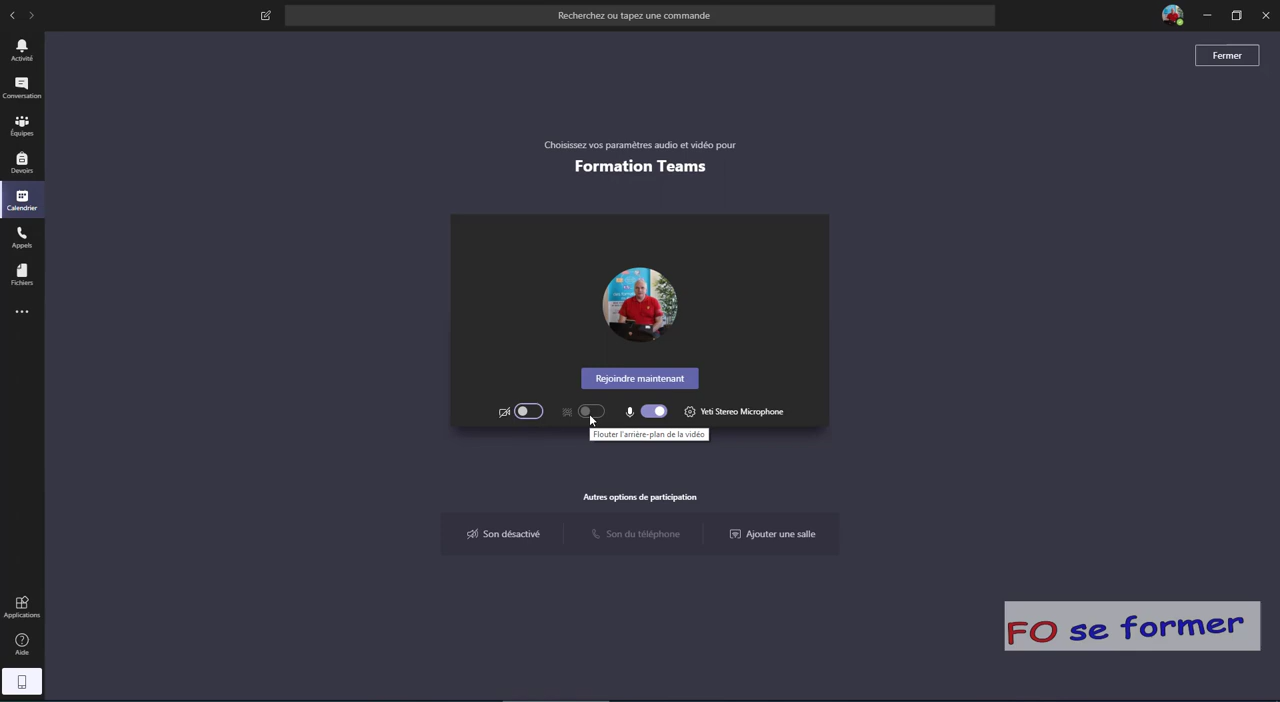 Recherchez ou tapez une commande
Activité
Conversation
Équipes
Devoirs
Calendrier
Appels
Fichiers
Applications
Aide
Fermer
Choisissez vos paramètres audio et vidéo pour
Formation Teams
Rejoindre maintenant
Yeti Stereo Microphone
Flouter l'arrière-plan de la vidéo
Autres options de participation
Son désactivé
Son du téléphone
Ajouter une salle
FO se former